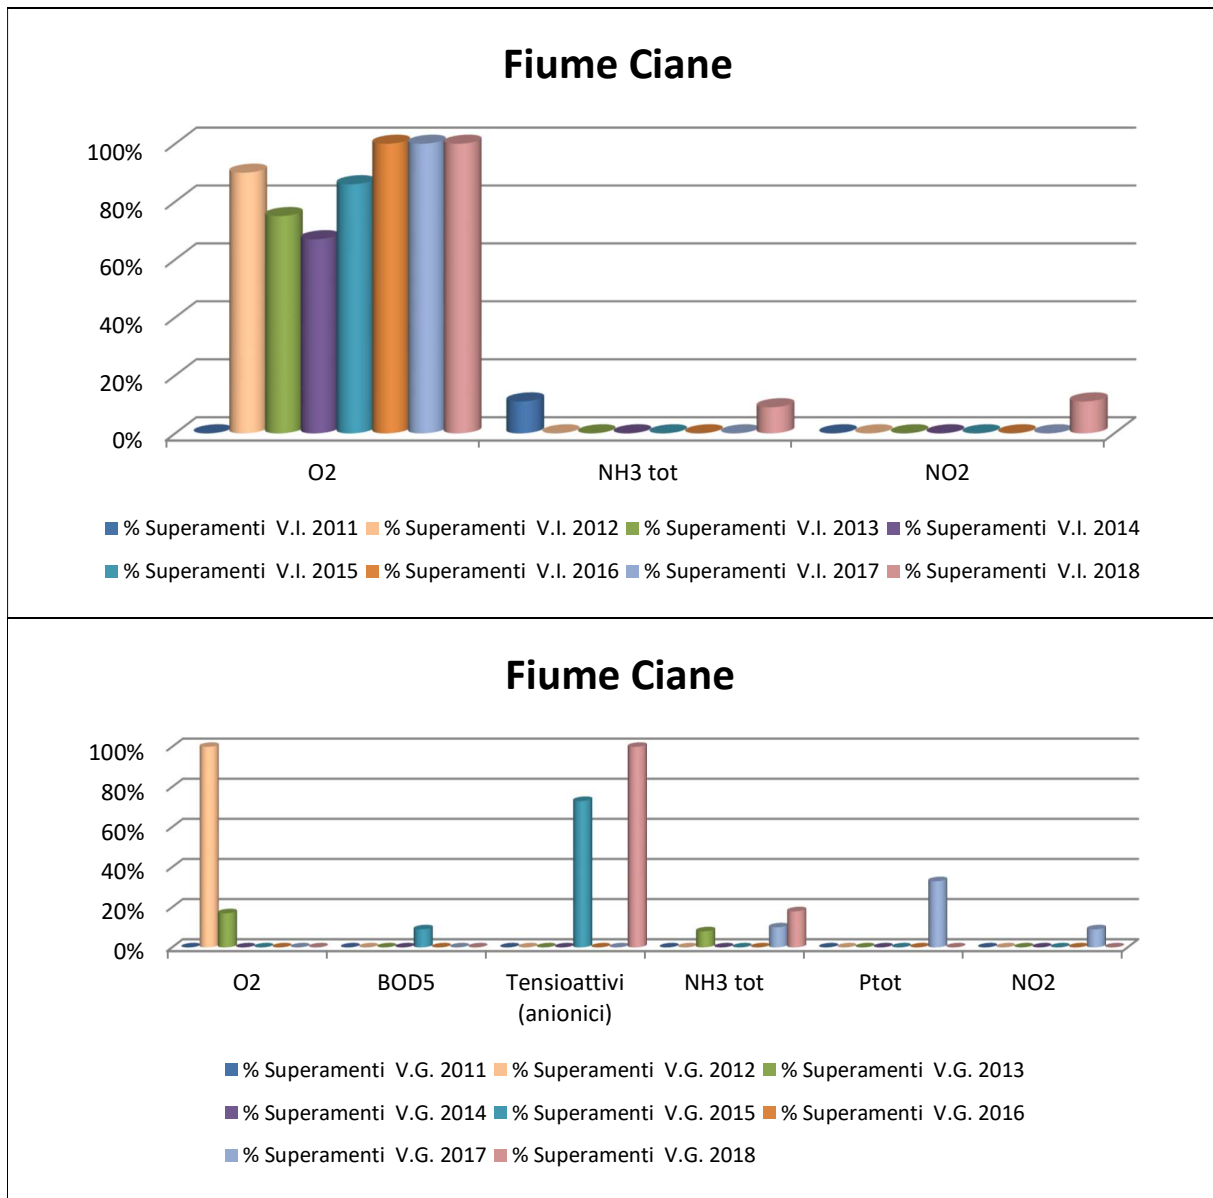 Fiume Ciane
100%
80%
60%
40%
20%
0%
O2 NH3 tot NO2
% Superamenti V.I. 2011 % Superamenti V.I. 2012 % Superamenti V.I. 2013 % Superamenti V.I. 2014
% Superamenti V.I. 2015 % Superamenti V.I. 2016 % Superamenti V.I. 2017 % Superamenti V.I. 2018
Fiume Ciane
100%
80%
60%
40%
20%
0%
O2 BOD5 Tensioattivi NH3 tot Ptot NO2
(anionici)
% Superamenti V.G. 2011 % Superamenti V.G. 2012 % Superamenti V.G. 2013
% Superamenti V.G. 2014 % Superamenti V.G. 2015 % Superamenti V.G. 2016
% Superamenti V.G. 2017 % Superamenti V.G. 2018